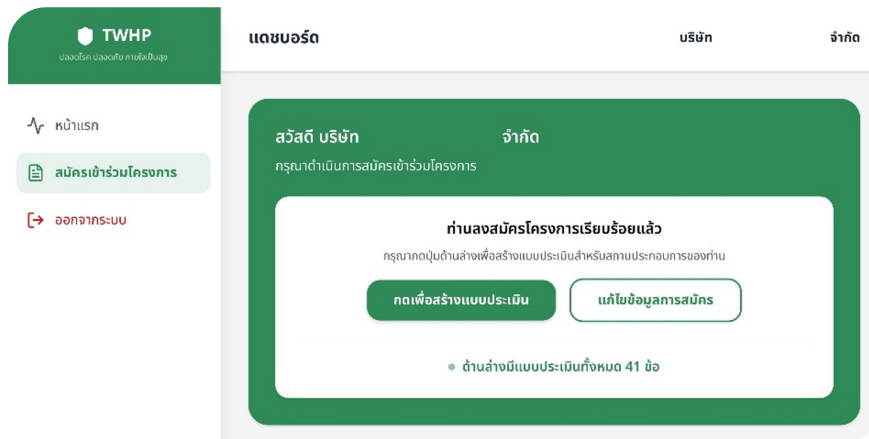 TWHP
ปลอดโรค ปลอดภัย กายใจเป็นสุข
แดชบอร์ด
บริษัท จำกัด
หน้าแรก
สมัครเข้าร่วมโครงการ
ออกจากระบบ
สวัสดี บริษัท จำกัด
กรุณาดำเนินการสมัครเข้าร่วมโครงการ
ท่านลงสมัครโครงการเรียบร้อยแล้ว
กรุณากดปุ่มด้านล่างเพื่อสร้างแบบประเมินสำหรับสถานประกอบการของท่าน
กดเพื่อสร้างแบบประเมิน
แก้ไขข้อมูลการสมัคร
ด้านล่างมีแบบประเมินทั้งหมด 41 ข้อ